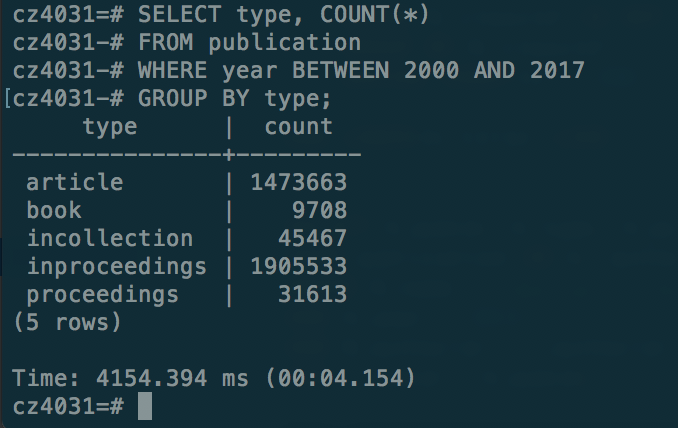 cz4031=# SELECT type, COUNT(*)
cz4031-# FROM publication
cz4031-# WHERE year BETWEEN 2000 AND 2017
[cz4031-# GROUP BY type;
     type      |  count
---------------+---------
 article       | 1473663
 book          |    9708
 incollection  |   45467
 inproceedings | 1905533
 proceedings   |   31613
(5 rows)

Time: 4154.394 ms (00:04.154)
cz4031=#